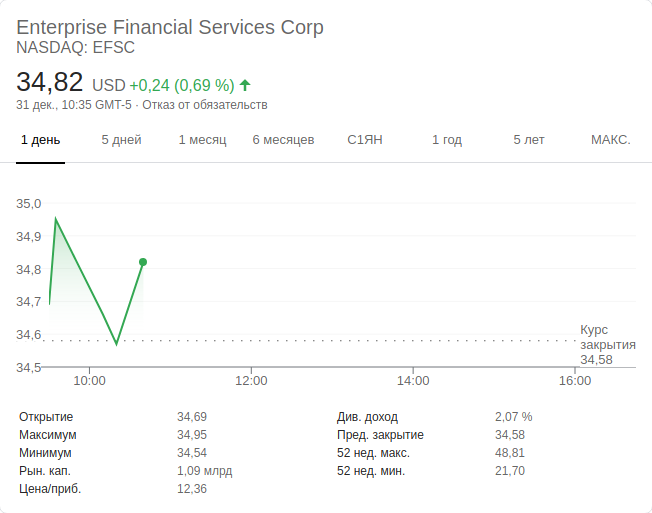 Enterprise Financial Services Corp
NASDAQ: EFSC
34,82 USD +0,24 (0,69 %)
31 дек., 10:35 GMT-5 · Отказ от обязательств
1 день 5 дней 1 месяц 6 месяцев С1ЯН 1 год 5 лет МАКС.
35,0
34,9
34,8
34,7
34,6
34,5
Курс
закрытия
34,58
10:00 12:00 14:00 16:00
Открытие 34,69 Див. доход 2,07 %
Максимум 34,95 Пред. закрытие 34,58
Минимум 34,54 52 нед. макс. 48,81
Рын. кап. 1,09 млрд 52 нед. мин. 21,70
Цена/приб. 12,36